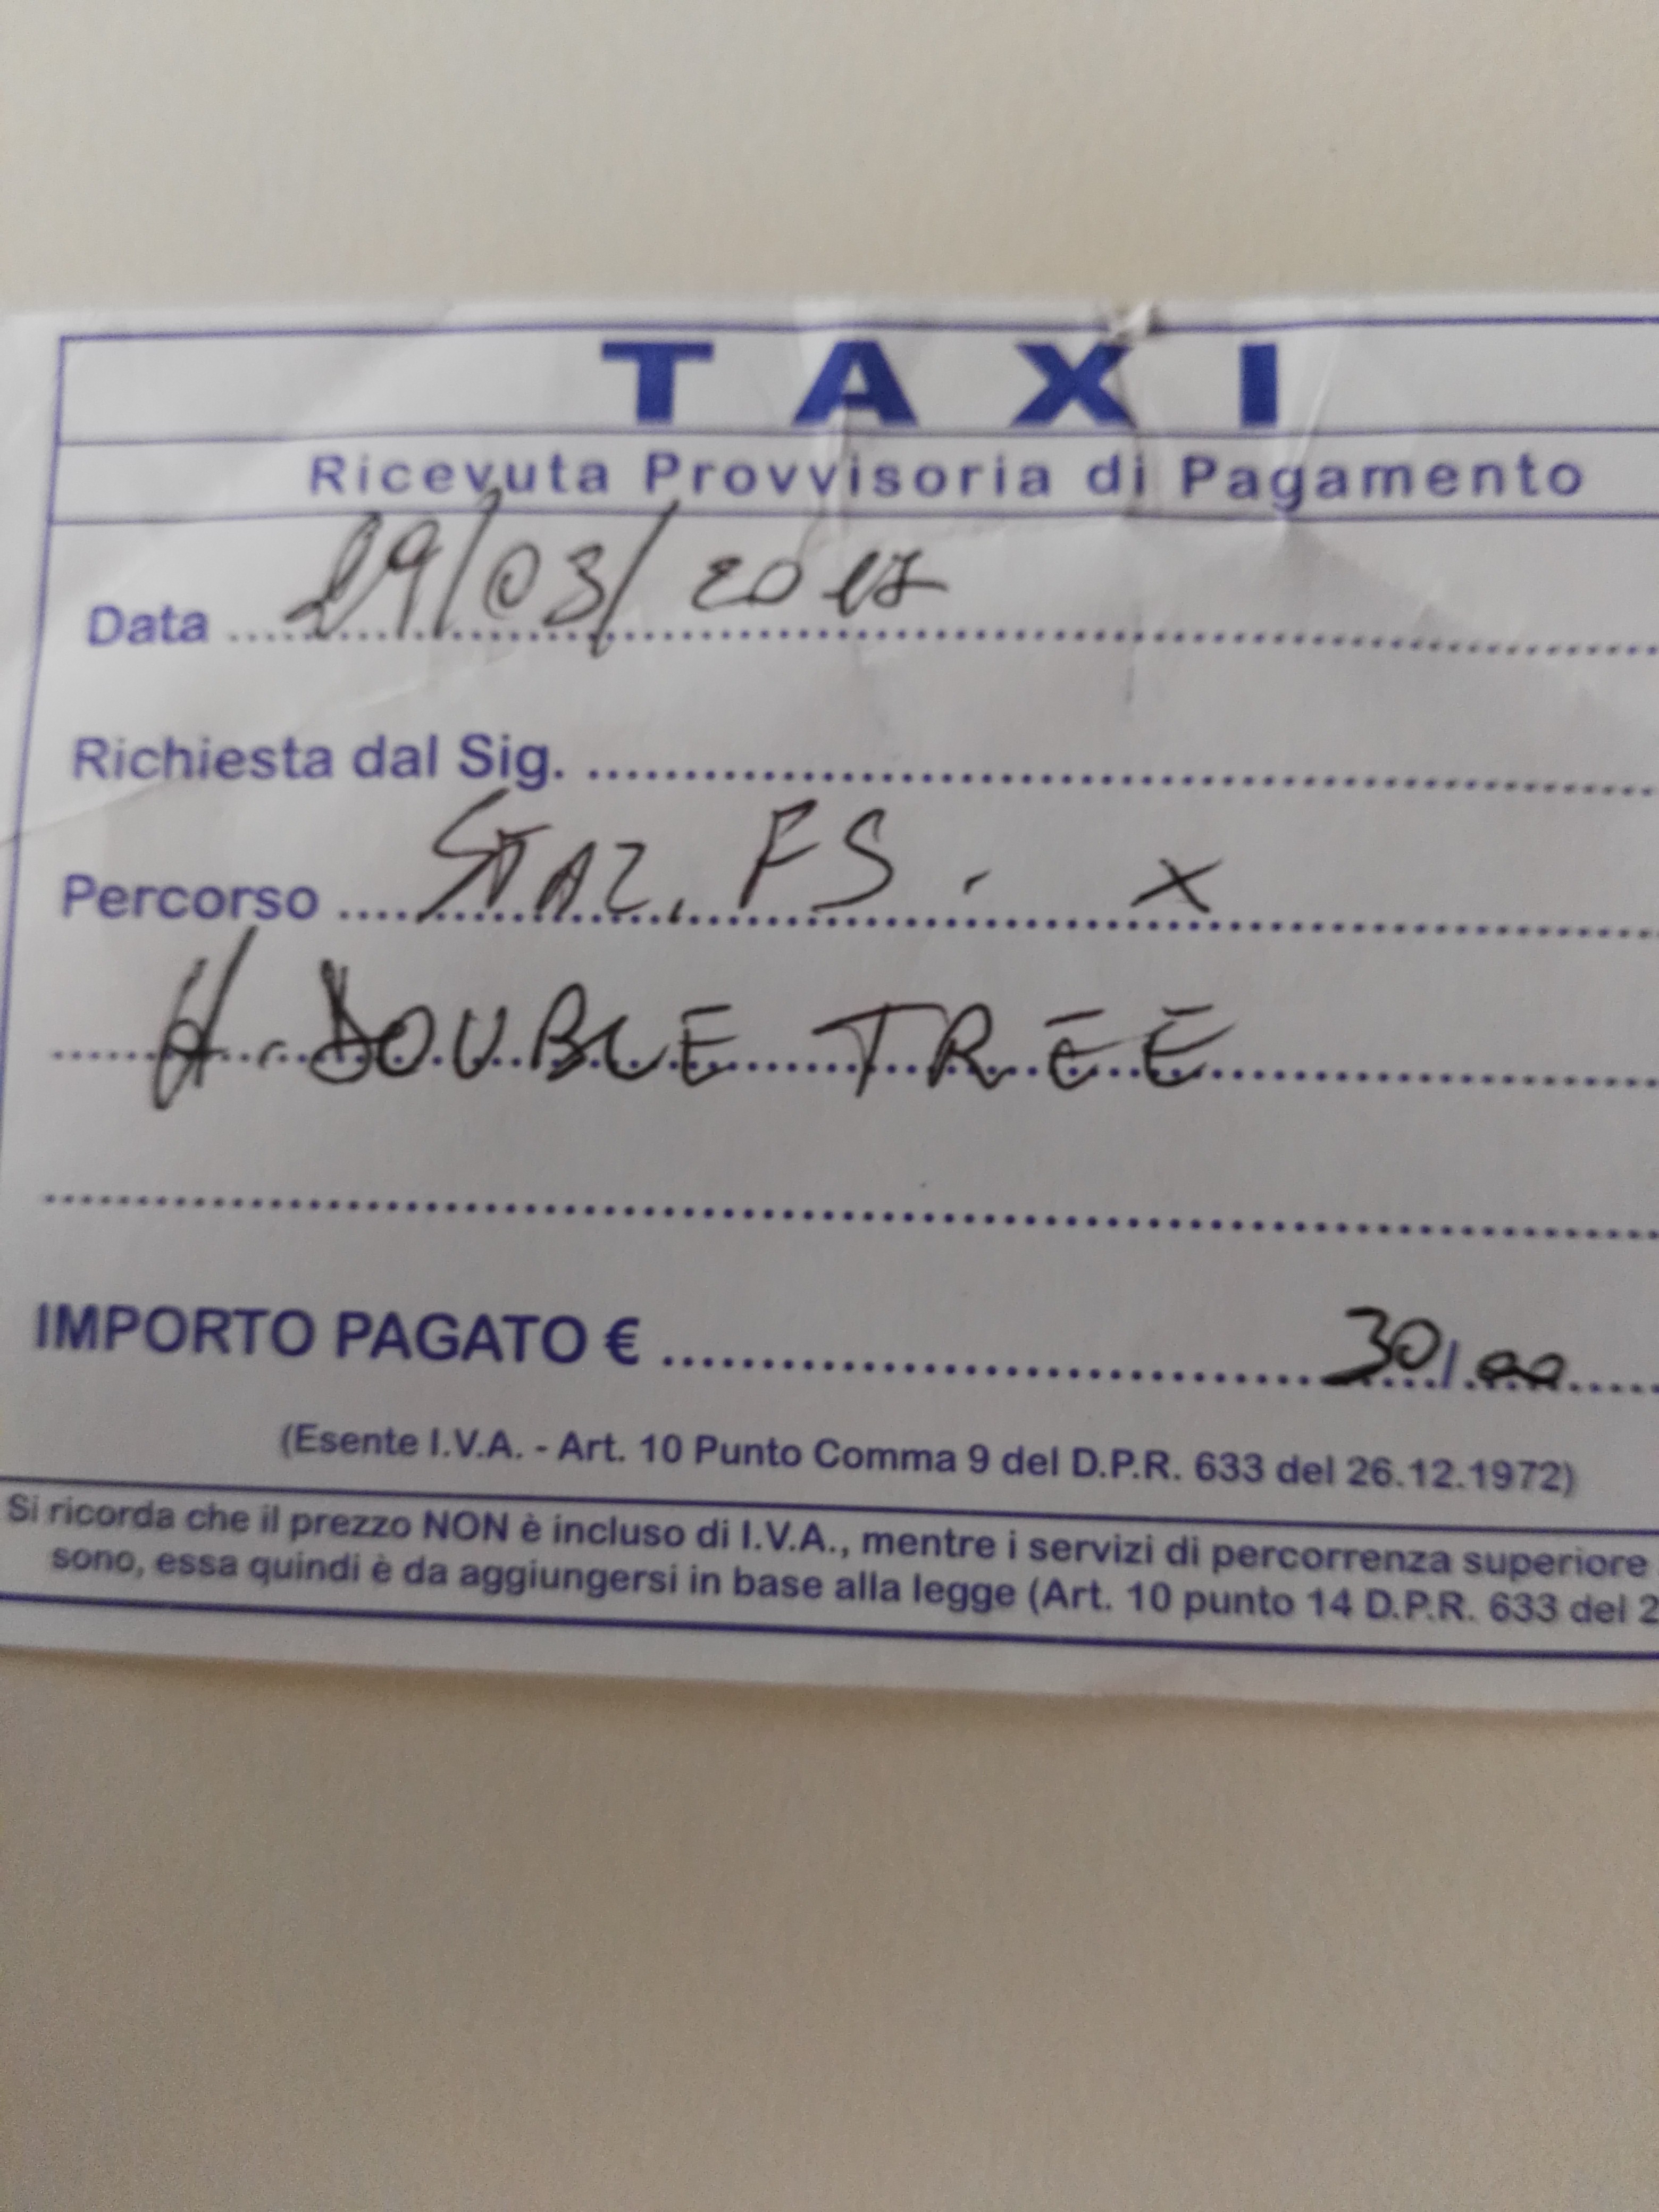 TAXI
Ricevuta Provvisoria di Pagamento
Data 29/03/2017
Richiesta dal Sig.
Percorso STAZ. FS. x
H. DOUBLE TREE
IMPORTO PAGATO € 30,00
(Esente I.V.A. - Art. 10 Punto Comma 9 del D.P.R. 633 del 26.12.1972)
Si ricorda che il prezzo NON è incluso di I.V.A., mentre i servizi di percorrenza superiore
sono, essa quindi è da aggiungersi in base alla legge (Art. 10 punto 14 D.P.R. 633 del 2